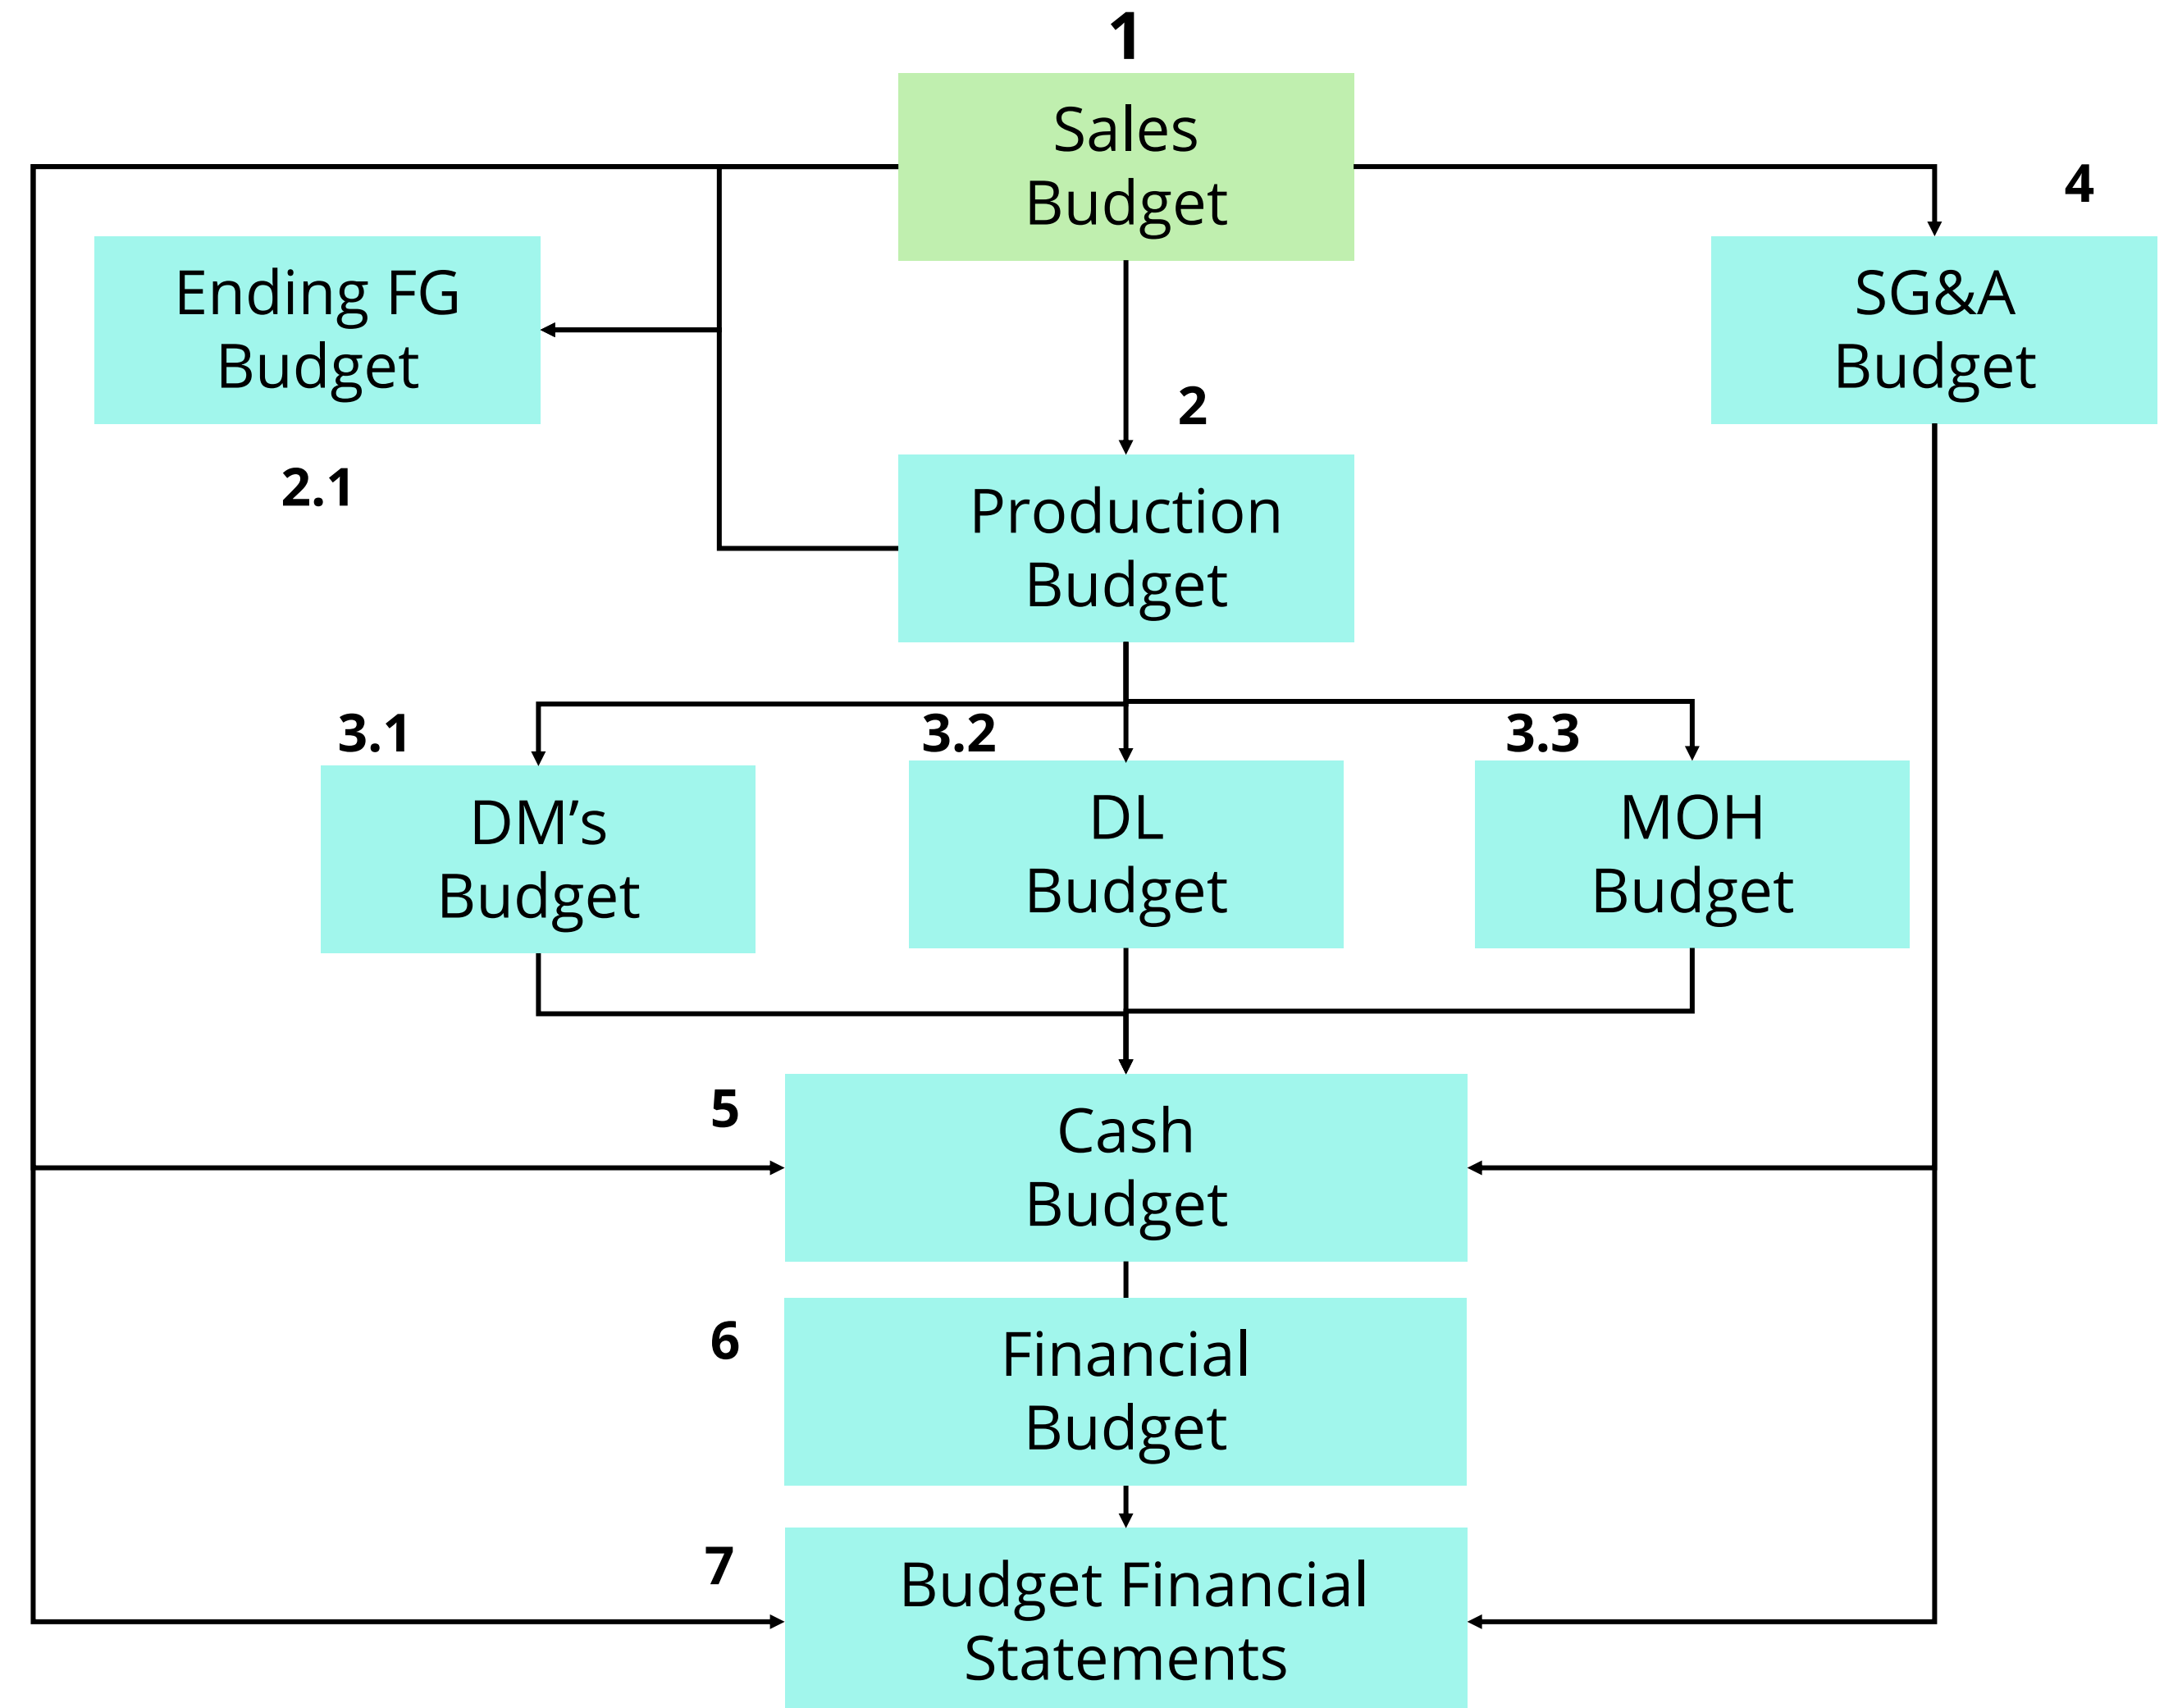 1
Sales
Budget
4
Ending FG
Budget
SG&A
Budget
2
2.1
Production
Budget
3.1
3.2
3.3
DM’s
Budget
DL
Budget
MOH
Budget
5
Cash
Budget
6
Financial
Budget
7
Budget Financial
Statements